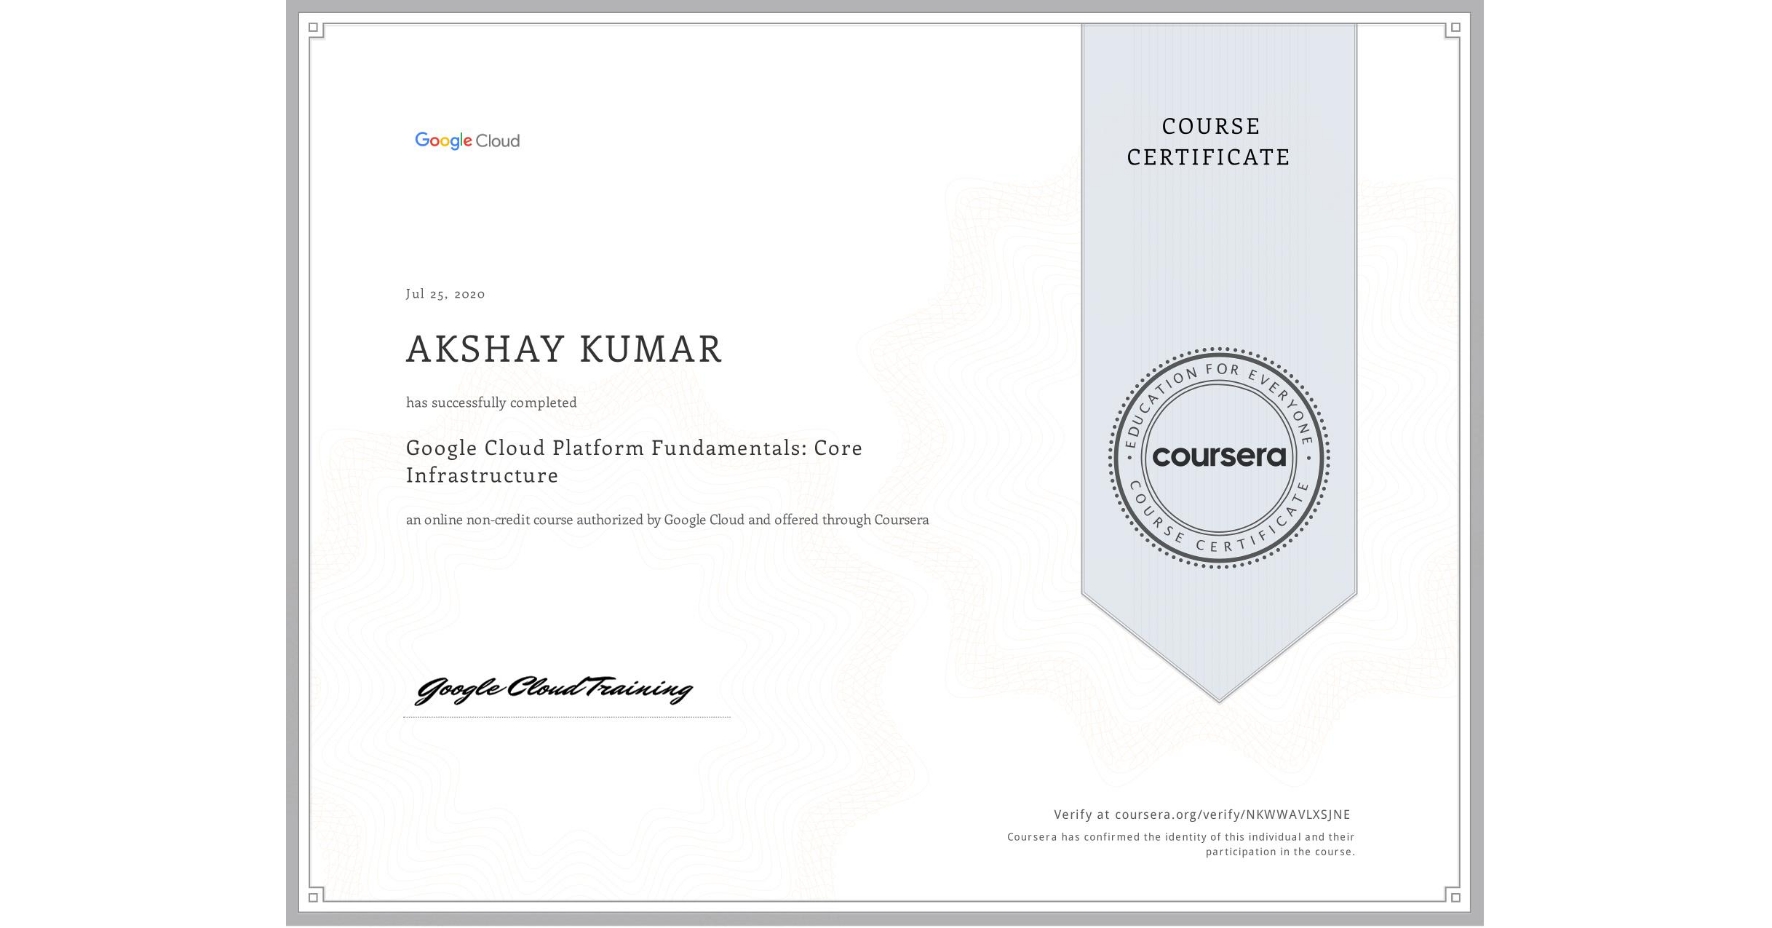 Google Cloud
COURSE
CERTIFICATE
Jul 25, 2020
AKSHAY KUMAR
has successfully completed
Google Cloud Platform Fundamentals: Core
Infrastructure
an online non-credit course authorized by Google Cloud and offered through Coursera
EDUCATION FOR EVERYONE
coursera
COURSE CERTIFICATE
Google Cloud Training
Verify at coursera.org/verify/NKWWAVLXSJNE
Coursera has confirmed the identity of this individual and their
participation in the course.